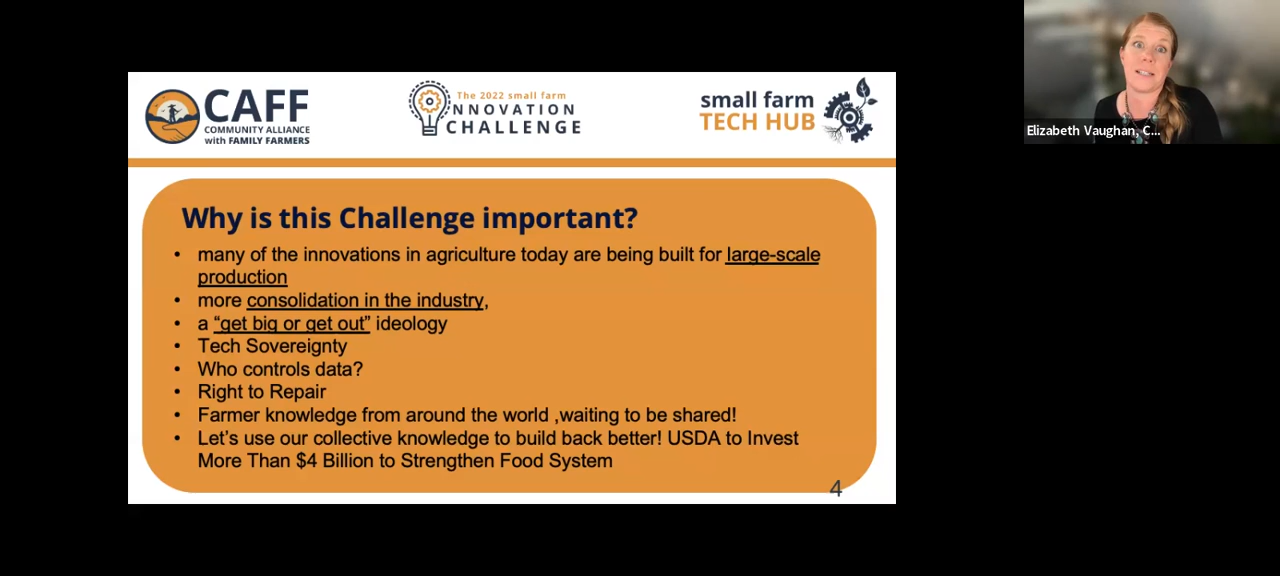 CAFF
COMMUNITY ALLIANCE
with FAMILY FARMERS
The 2022 small farm
INNOVATION
CHALLENGE
small farm
TECH HUB
Elizabeth Vaughan, C...
Why is this Challenge important?
• many of the innovations in agriculture today are being built for large-scale
production
• more consolidation in the industry,
• a “get big or get out” ideology
• Tech Sovereignty
• Who controls data?
• Right to Repair
• Farmer knowledge from around the world ,waiting to be shared!
• Let’s use our collective knowledge to build back better! USDA to Invest
More Than $4 Billion to Strengthen Food System
4